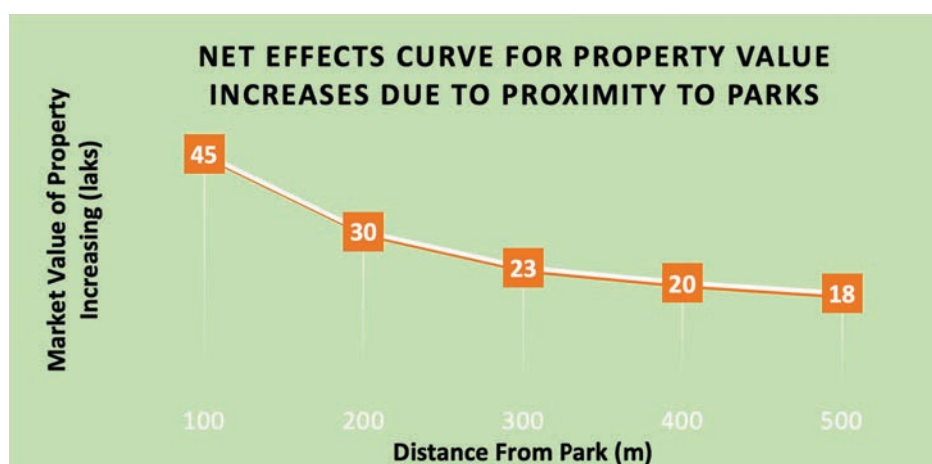 NET EFFECTS CURVE FOR PROPERTY VALUE
INCREASES DUE TO PROXIMITY TO PARKS
Market Value of Property
Increasing (laks)
45
30
23
20
18
100 200 300 400 500
Distance From Park (m)